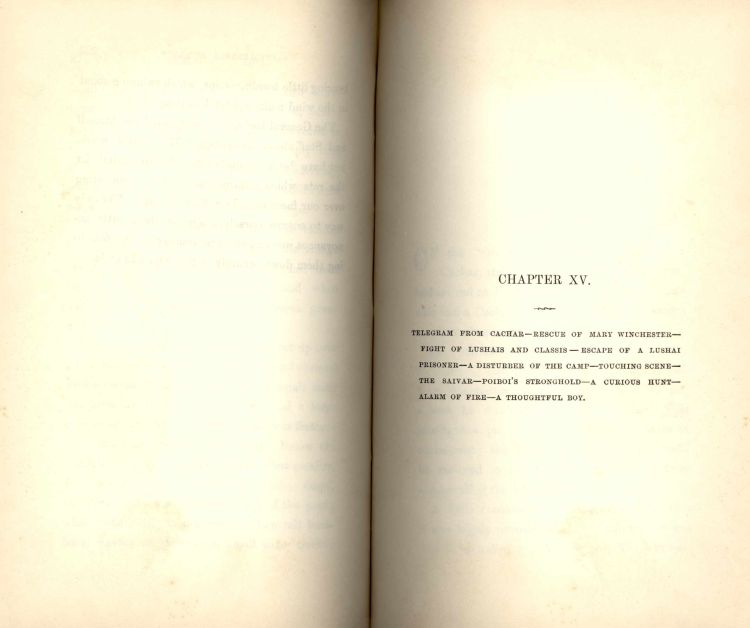 CHAPTER XV.
TELEGRAM FROM CACHAR—RESCUE OF MARY WINCHESTER—
FIGHT OF LUSHAIS AND CLASSIS—ESCAPE OF A LUSHAI
PRISONER—A DISTURBER OF THE CAMP—TOUCHING SCENE—
THE SAIVAR—POIBOI'S STRONGHOLD—A CURIOUS HUNT—
ALARM OF FIRE—A THOUGHTFUL BOY.